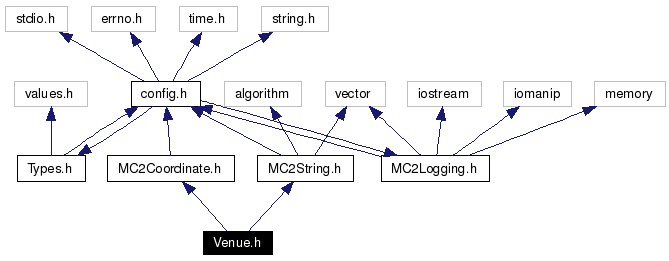 stdio.h
errno.h
time.h
string.h
values.h
config.h
algorithm
vector
iostream
iomanip
memory
Types.h
MC2Coordinate.h
MC2String.h
MC2Logging.h
Venue.h